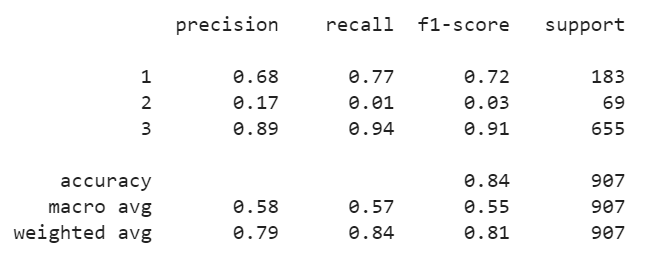 precision recall f1-score support
1 0.68 0.77 0.72 183
2 0.17 0.01 0.03 69
3 0.89 0.94 0.91 655
accuracy 0.84 907
macro avg 0.58 0.57 0.55 907
weighted avg 0.79 0.84 0.81 907